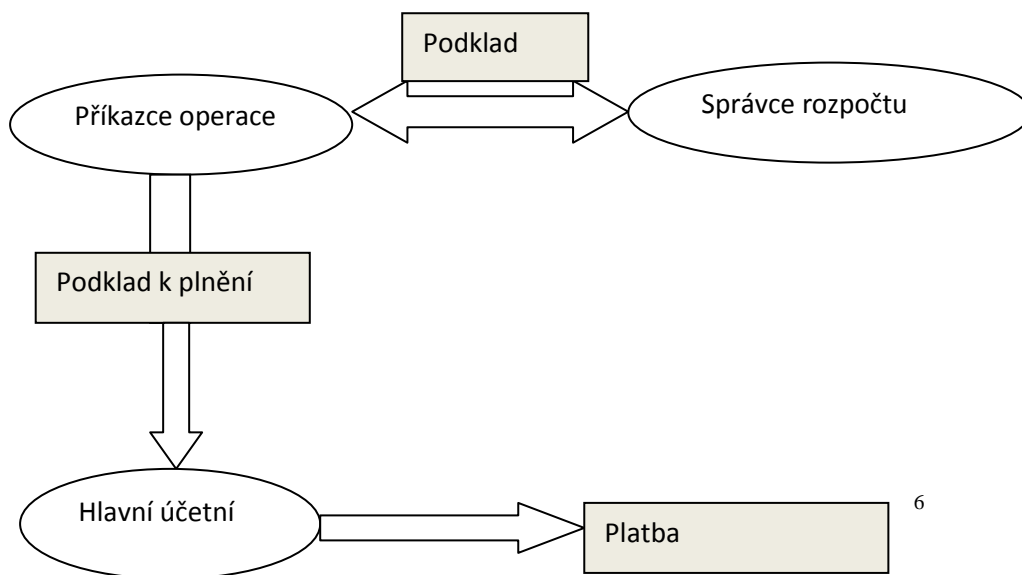 Podklad
Příkazce operace
Správce rozpočtu
Podklad k plnění
Hlavní účetní
Platba
6